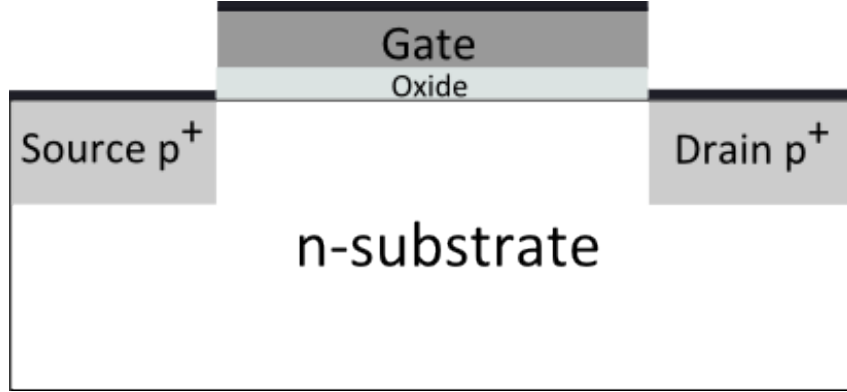 Gate
Oxide
Source p⁺
Drain p⁺
n-substrate